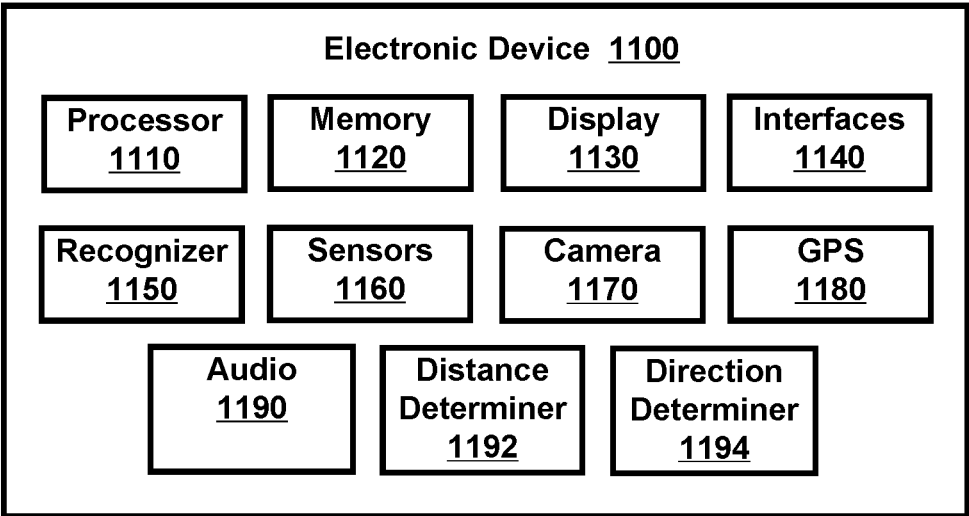 Electronic Device 1100
Processor
1110
Memory
1120
Display
1130
Interfaces
1140
Recognizer
1150
Sensors
1160
Camera
1170
GPS
1180
Audio
1190
Distance
Determiner
1192
Direction
Determiner
1194